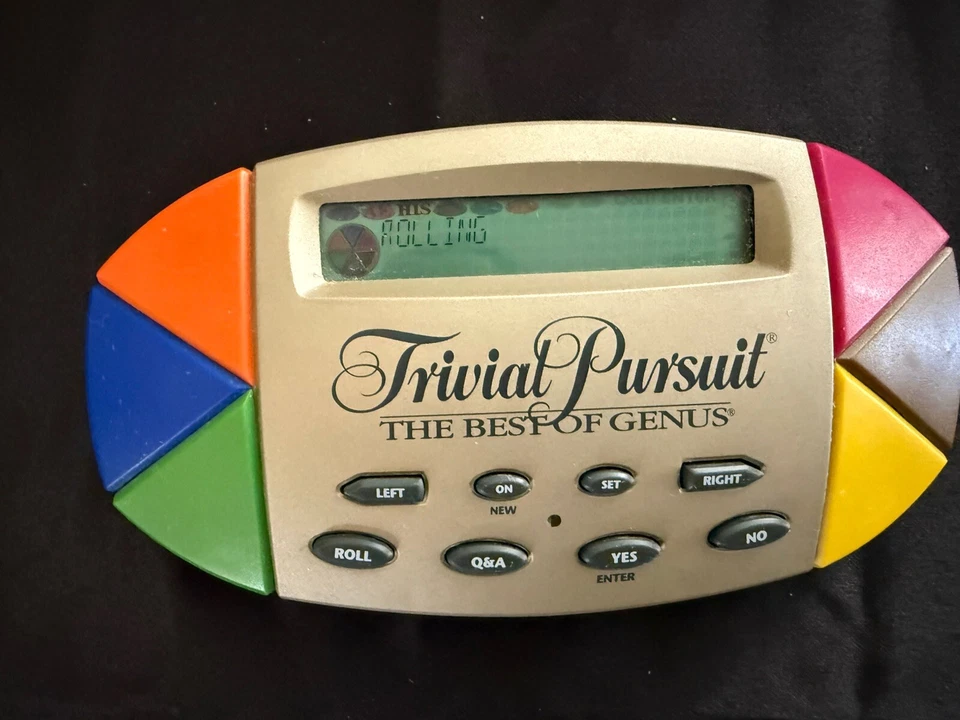 HIS
ROLLING
Trivial Pursuit®
THE BEST OF GENUS®
LEFT ON SET RIGHT
NEW
ROLL Q&A YES NO
ENTER